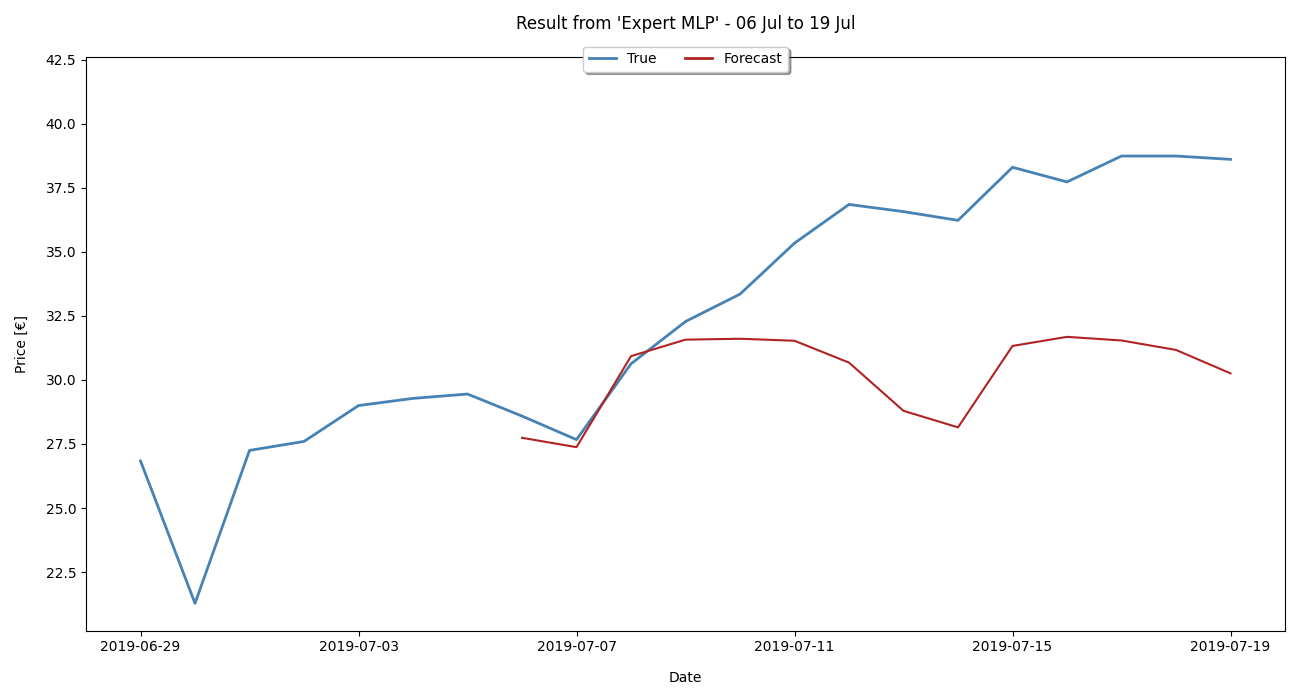 Result from 'Expert MLP' - 06 Jul to 19 Jul
True Forecast
42.5
40.0
37.5
35.0
32.5
30.0
27.5
25.0
22.5
Price [€]
2019-06-29 2019-07-03 2019-07-07 2019-07-11 2019-07-15 2019-07-19
Date